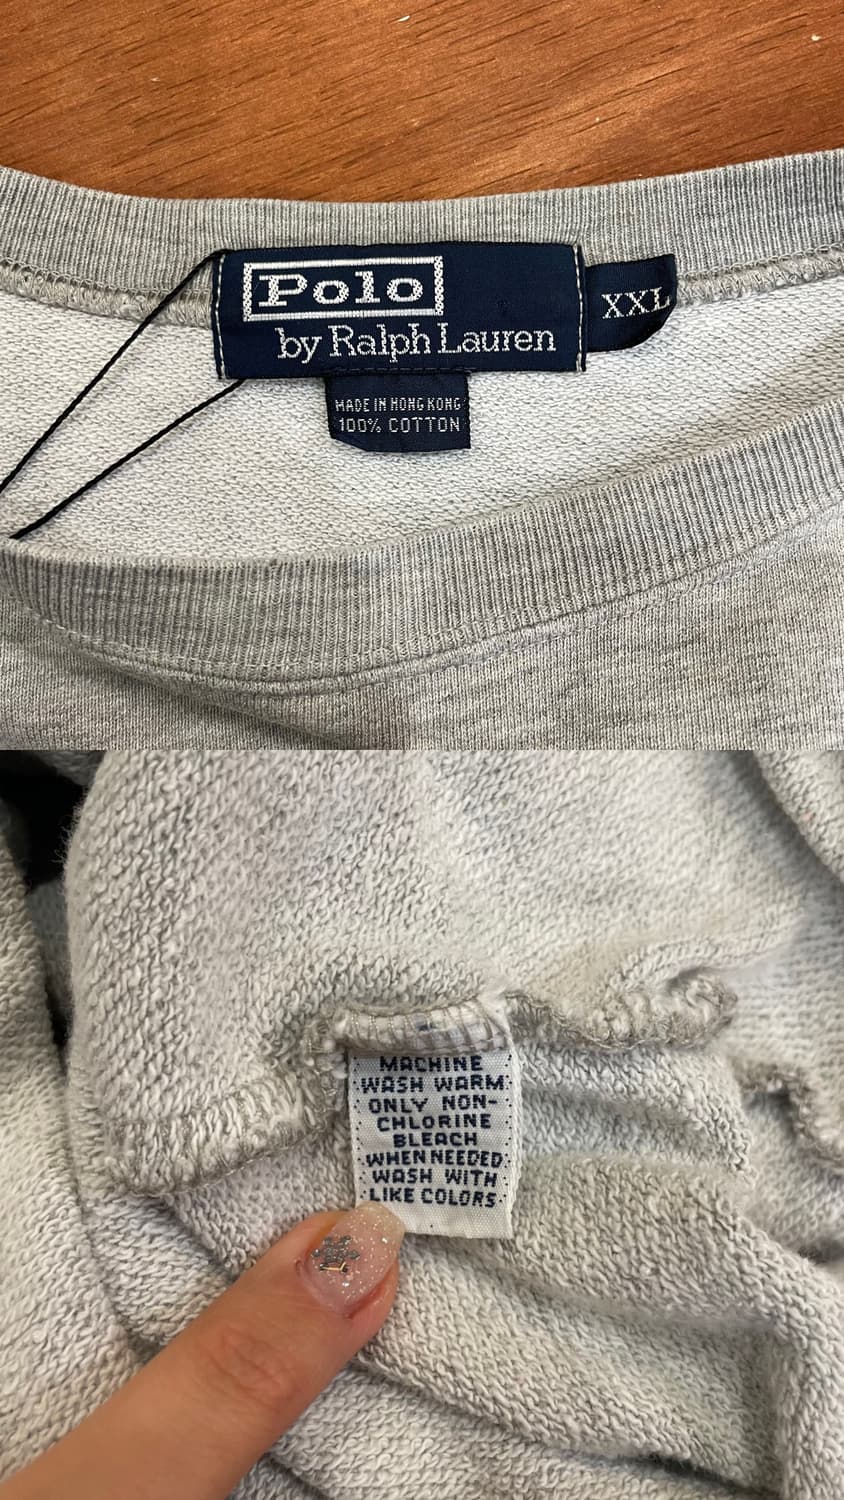 Polo
by Ralph Lauren
XXL
MADE IN HONG KONG
100% COTTON
MACHINE
WASH WARM
ONLY NON-
CHLORINE
BLEACH
WHEN NEEDED
WASH WITH
LIKE COLORS